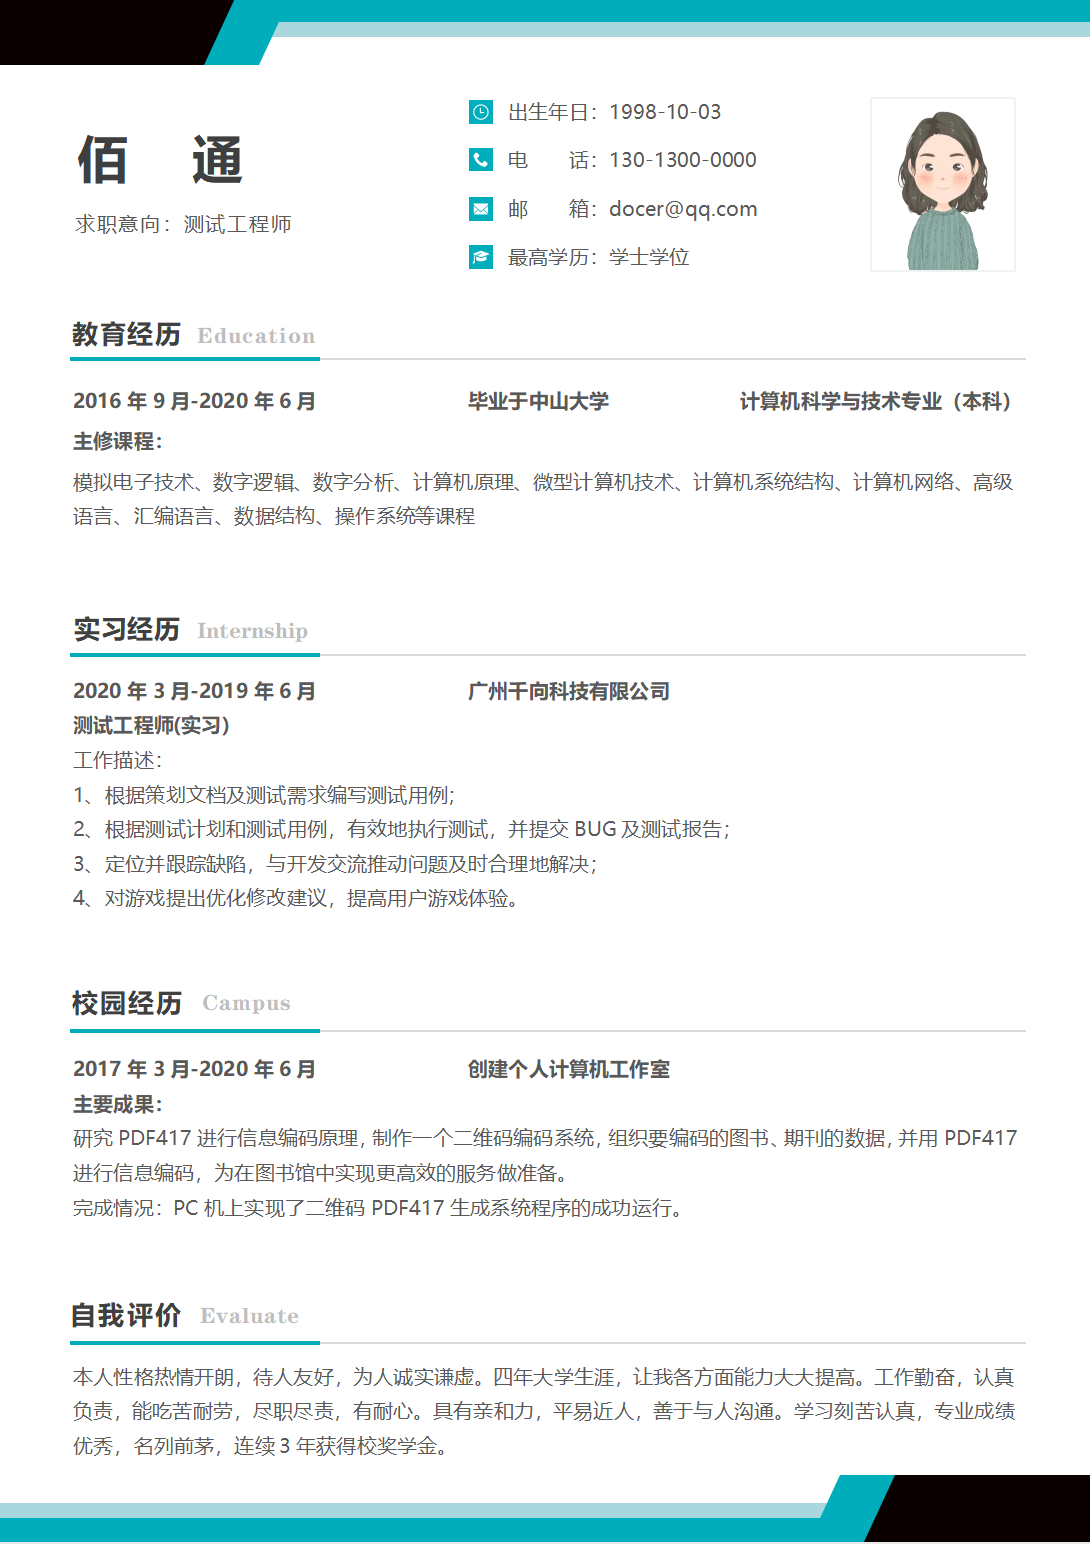 佰 通
求职意向：测试工程师
出生年日：1998-10-03
电 话：130-1300-0000
邮 箱：docer@qq.com
最高学历：学士学位
教育经历 Education
2016 年 9 月-2020 年 6 月 毕业于中山大学 计算机科学与技术专业（本科）
主修课程：
模拟电子技术、数字逻辑、数字分析、计算机原理、微型计算机技术、计算机系统结构、计算机网络、高级
语言、汇编语言、数据结构、操作系统等课程
实习经历 Internship
2020 年 3 月-2019 年 6 月 广州千向科技有限公司
测试工程师(实习)
工作描述：
1、根据策划文档及测试需求编写测试用例；
2、根据测试计划和测试用例，有效地执行测试，并提交 BUG 及测试报告；
3、定位并跟踪缺陷，与开发交流推动问题及时合理地解决；
4、对游戏提出优化修改建议，提高用户游戏体验。
校园经历 Campus
2017 年 3 月-2020 年 6 月 创建个人计算机工作室
主要成果：
研究 PDF417 进行信息编码原理，制作一个二维码编码系统，组织要编码的图书、期刊的数据，并用 PDF417
进行信息编码，为在图书馆中实现更高效的服务做准备。
完成情况：PC 机上实现了二维码 PDF417 生成系统程序的成功运行。
自我评价 Evaluate
本人性格热情开朗，待人友好，为人诚实谦虚。四年大学生涯，让我各方面能力大大提高。工作勤奋，认真
负责，能吃苦耐劳，尽职尽责，有耐心。具有亲和力，平易近人，善于与人沟通。学习刻苦认真，专业成绩
优秀，名列前茅，连续 3 年获得校奖学金。